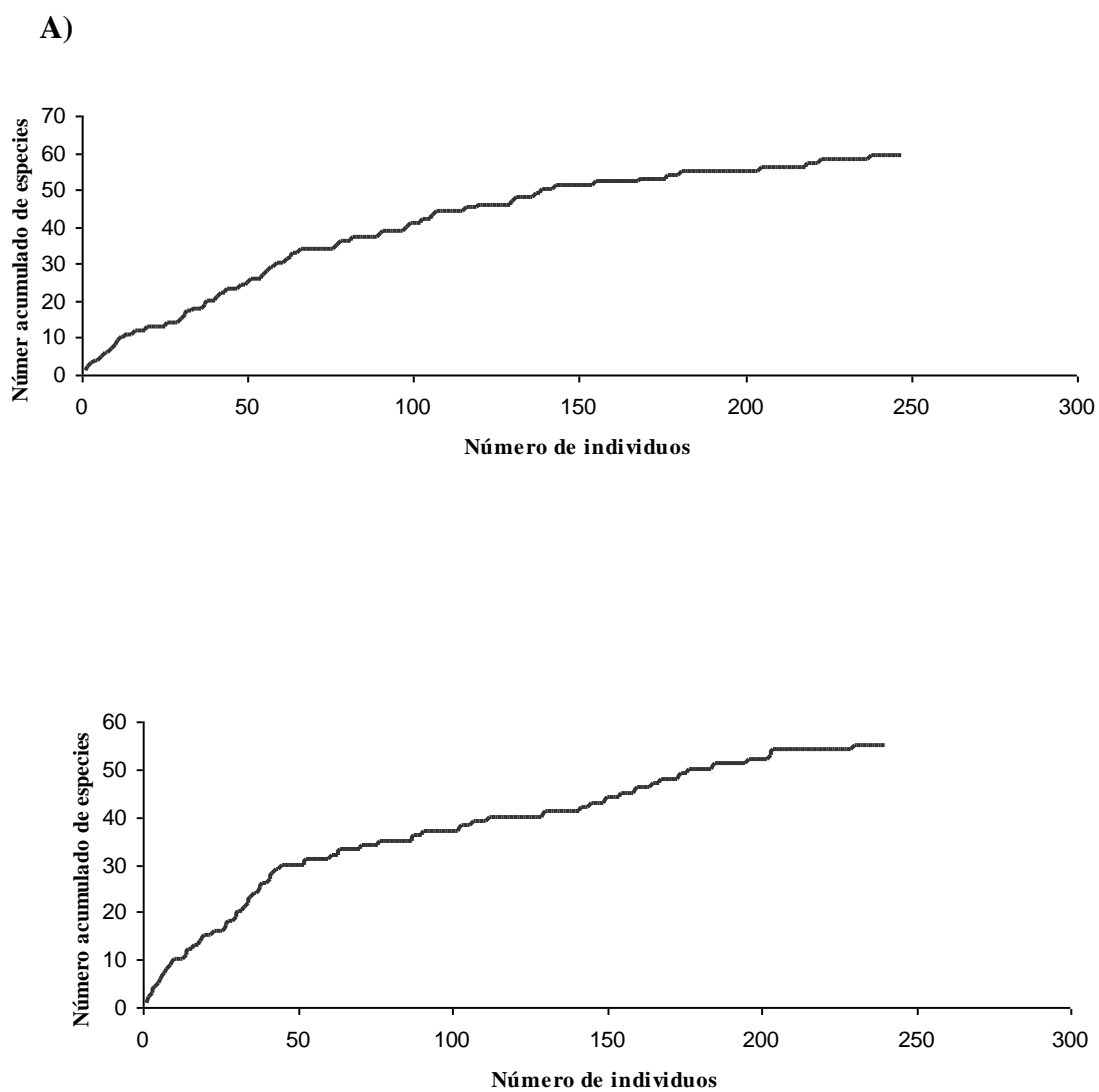 A)
70
60
50
40
30
20
10
0
0 50 100 150 200 250 300
Númer acumulado de especies
Número de individuos
60
50
40
30
20
10
0
0 50 100 150 200 250 300
Número acumulado de especies
Número de individuos